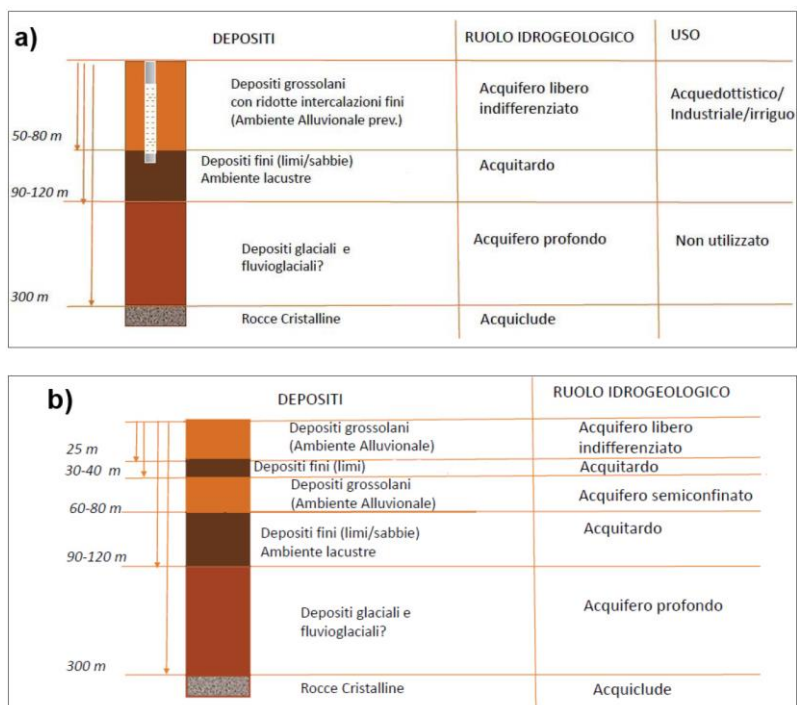 a)
DEPOSITI
RUOLO IDROGEOLOGICO
USO
Depositi grossolani
con ridotte intercalazioni fini
(Ambiente Alluvionale prev.)
Acquifero libero
indifferenziato
Acquedottistico/
Industriale/irriguo
50-80 m
Depositi fini (limi/sabbie)
Ambiente lacustre
Acquitardo
90-120 m
Depositi glaciali e
fluvioglaciali?
Acquifero profondo
Non utilizzato
300 m
Rocce Cristalline
Acquiclude
b)
DEPOSITI
RUOLO IDROGEOLOGICO
Depositi grossolani
(Ambiente Alluvionale)
Acquifero libero
indifferenziato
25 m
30-40 m
Depositi fini (limi)
Acquitardo
Depositi grossolani
(Ambiente Alluvionale)
Acquifero semiconfinato
60-80 m
Depositi fini (limi/sabbie)
Ambiente lacustre
Acquitardo
90-120 m
Depositi glaciali e
fluvioglaciali?
Acquifero profondo
300 m
Rocce Cristalline
Acquiclude